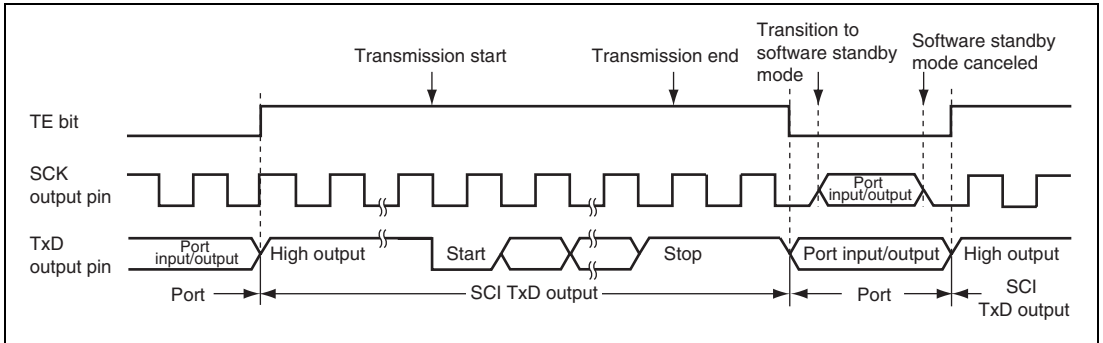 Transmission start
Transmission end
Transition to
software standby
mode
Software standby
mode canceled
TE bit
SCK
output pin
Port
input/output
TxD
output pin
Port
input/output
High output
Start
Stop
Port input/output
High output
Port
SCI TxD output
Port
SCI
TxD output